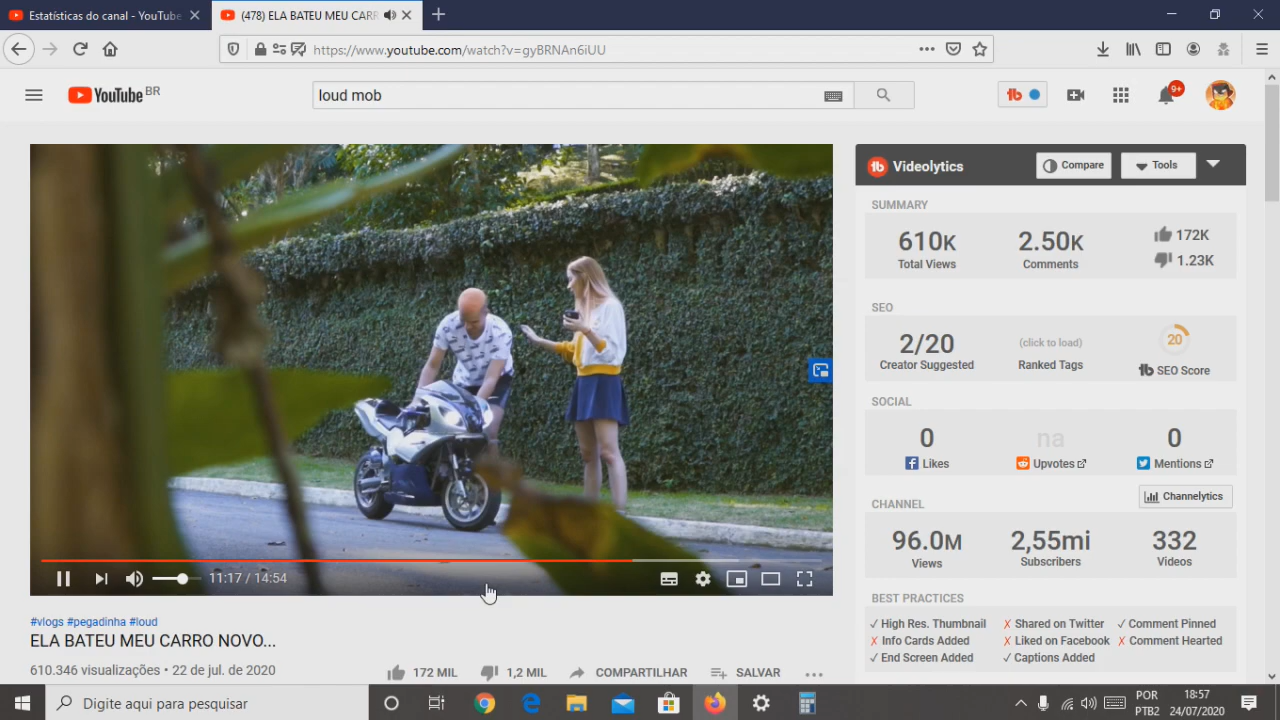 Estatísticas do canal - YouTube
(478) ELA BATEU MEU CARR
https://www.youtube.com/watch?v=gyBRNAn6iUU
YouTube BR
loud mob
9+
Videolytics
Compare
Tools
SUMMARY
610K
Total Views
2.50K
Comments
172K
1.23K
SEO
2/20
Creator Suggested
(click to load)
Ranked Tags
20
SEO Score
SOCIAL
0
Likes
na
Upvotes
0
Mentions
Channelytics
CHANNEL
96.0M
Views
2,55mi
Subscribers
332
Videos
BEST PRACTICES
High Res. Thumbnail
Shared on Twitter
Comment Pinned
Info Cards Added
Liked on Facebook
Comment Hearted
End Screen Added
Captions Added
11:17 / 14:54
#vlogs #pegadinha #loud
ELA BATEU MEU CARRO NOVO...
610.346 visualizações • 22 de jul. de 2020
172 MIL
1,2 MIL
COMPARTILHAR
SALVAR
Digite aqui para pesquisar
POR
PTB2
18:57
24/07/2020